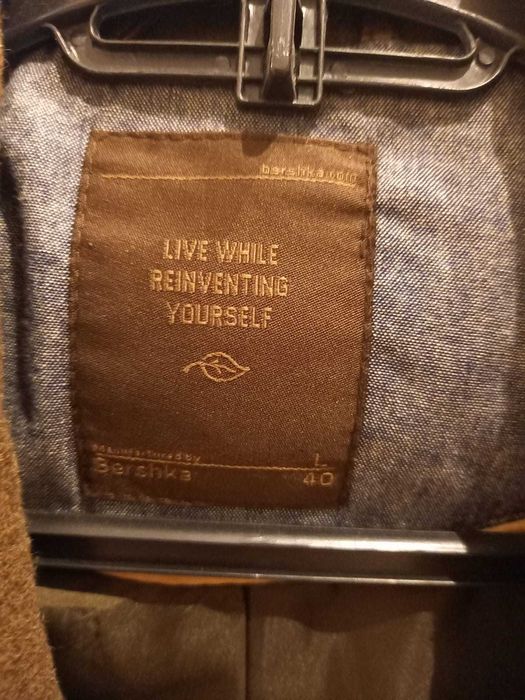 bershka.com
LIVE WHILE
REINVENTING
YOURSELF
Manufactured by
Bershka
L
40